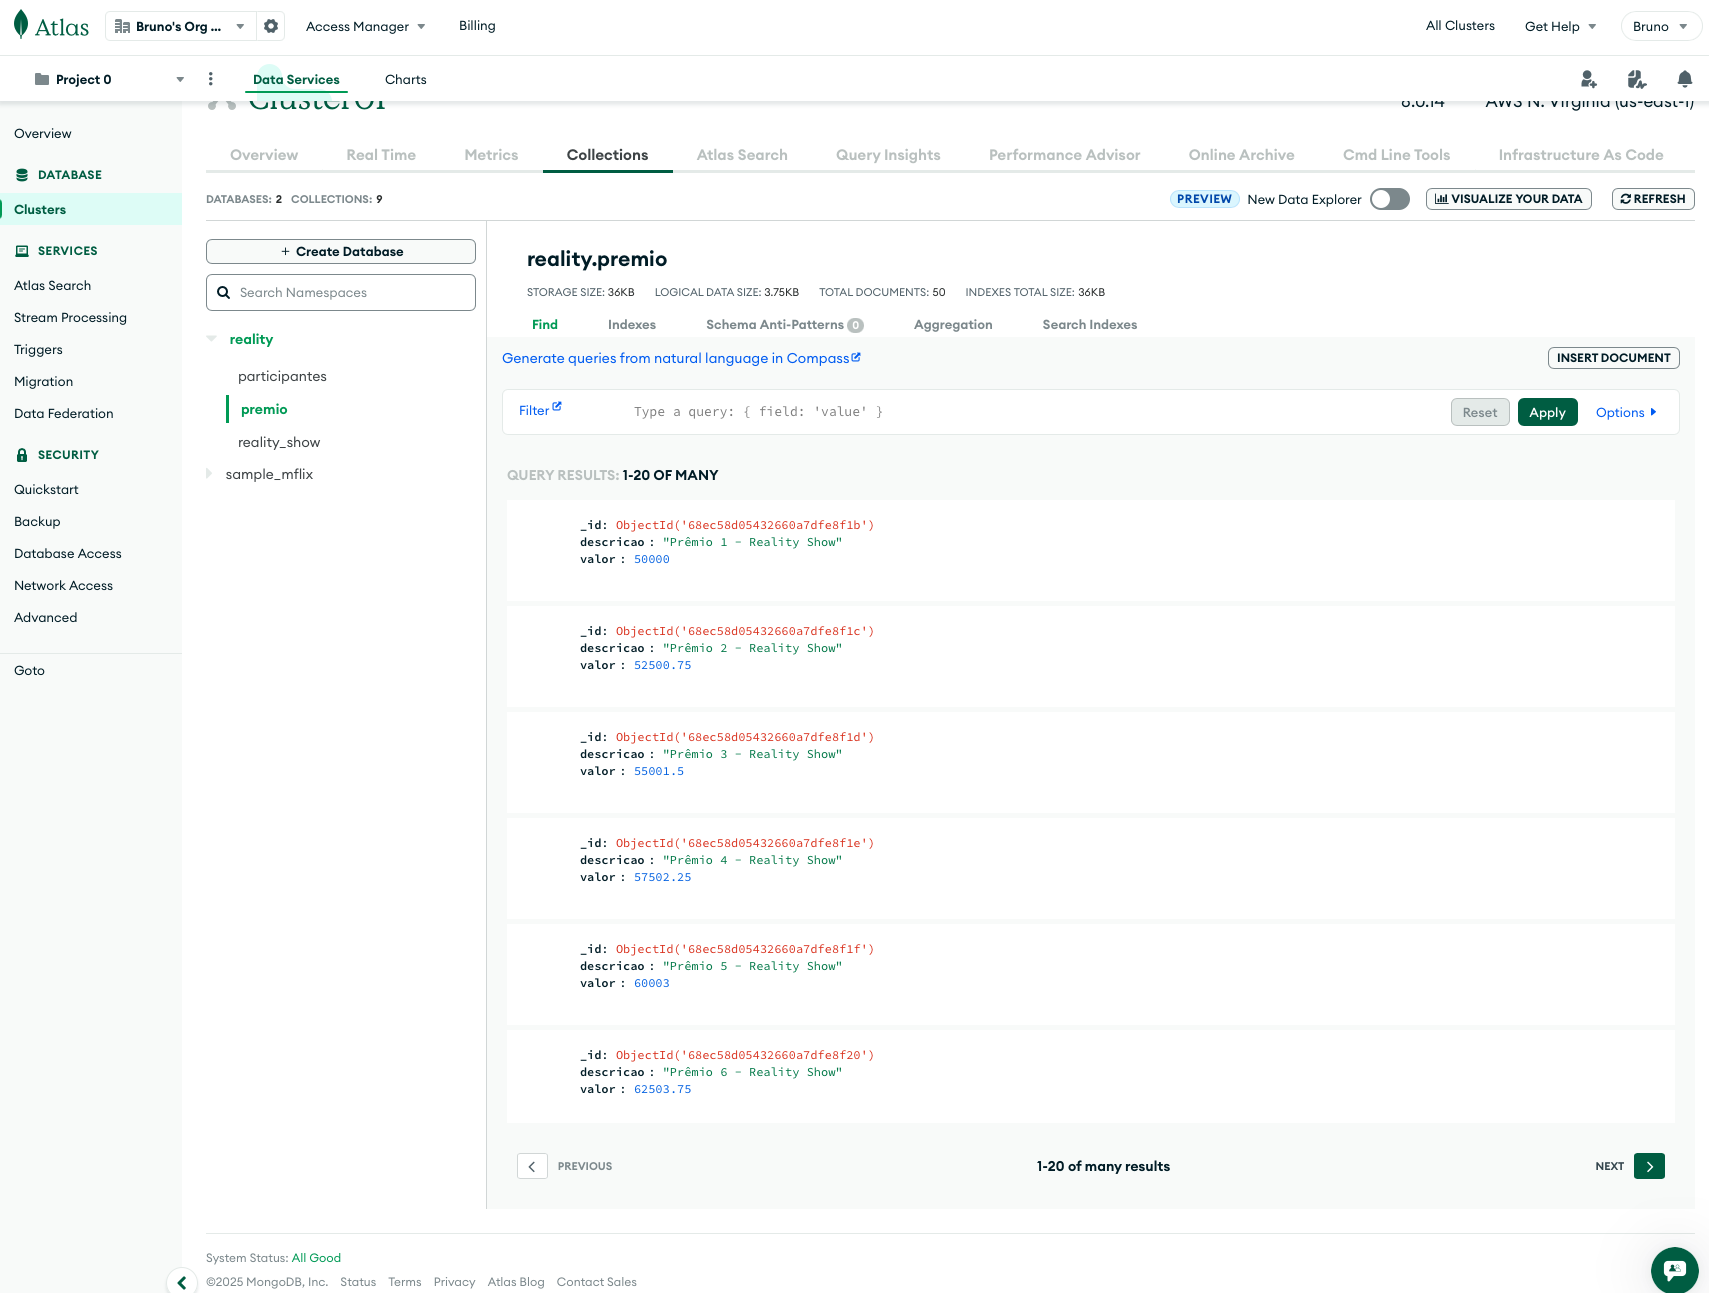 Atlas
Bruno's Org ...
Access Manager
Billing
All Clusters
Get Help
Bruno
Project 0
Data Services
Charts
8.0.14
AWS N. Virginia (us-east-1)
Overview
Real Time
Metrics
Collections
Atlas Search
Query Insights
Performance Advisor
Online Archive
Cmd Line Tools
Infrastructure As Code
Overview
DATABASE
Clusters
SERVICES
Atlas Search
Stream Processing
Triggers
Migration
Data Federation
SECURITY
Quickstart
Backup
Database Access
Network Access
Advanced
Goto
DATABASES: 2 COLLECTIONS: 9
PREVIEW New Data Explorer
VISUALIZE YOUR DATA
REFRESH
+ Create Database
Search Namespaces
reality
participantes
premio
reality_show
sample_mflix
reality.premio
STORAGE SIZE: 36KB LOGICAL DATA SIZE: 3.75KB TOTAL DOCUMENTS: 50 INDEXES TOTAL SIZE: 36KB
Find
Indexes
Schema Anti-Patterns 0
Aggregation
Search Indexes
Generate queries from natural language in Compass
INSERT DOCUMENT
Filter
Type a query: { field: 'value' }
Reset
Apply
Options
QUERY RESULTS: 1-20 OF MANY
_id: ObjectId('68ec58d05432660a7dfe8f1b')
descricao : "Prêmio 1 - Reality Show"
valor : 50000
_id: ObjectId('68ec58d05432660a7dfe8f1c')
descricao : "Prêmio 2 - Reality Show"
valor : 52500.75
_id: ObjectId('68ec58d05432660a7dfe8f1d')
descricao : "Prêmio 3 - Reality Show"
valor : 55001.5
_id: ObjectId('68ec58d05432660a7dfe8f1e')
descricao : "Prêmio 4 - Reality Show"
valor : 57502.25
_id: ObjectId('68ec58d05432660a7dfe8f1f')
descricao : "Prêmio 5 - Reality Show"
valor : 60003
_id: ObjectId('68ec58d05432660a7dfe8f20')
descricao : "Prêmio 6 - Reality Show"
valor : 62503.75
PREVIOUS
1-20 of many results
NEXT
System Status: All Good
©2025 MongoDB, Inc. Status Terms Privacy Atlas Blog Contact Sales